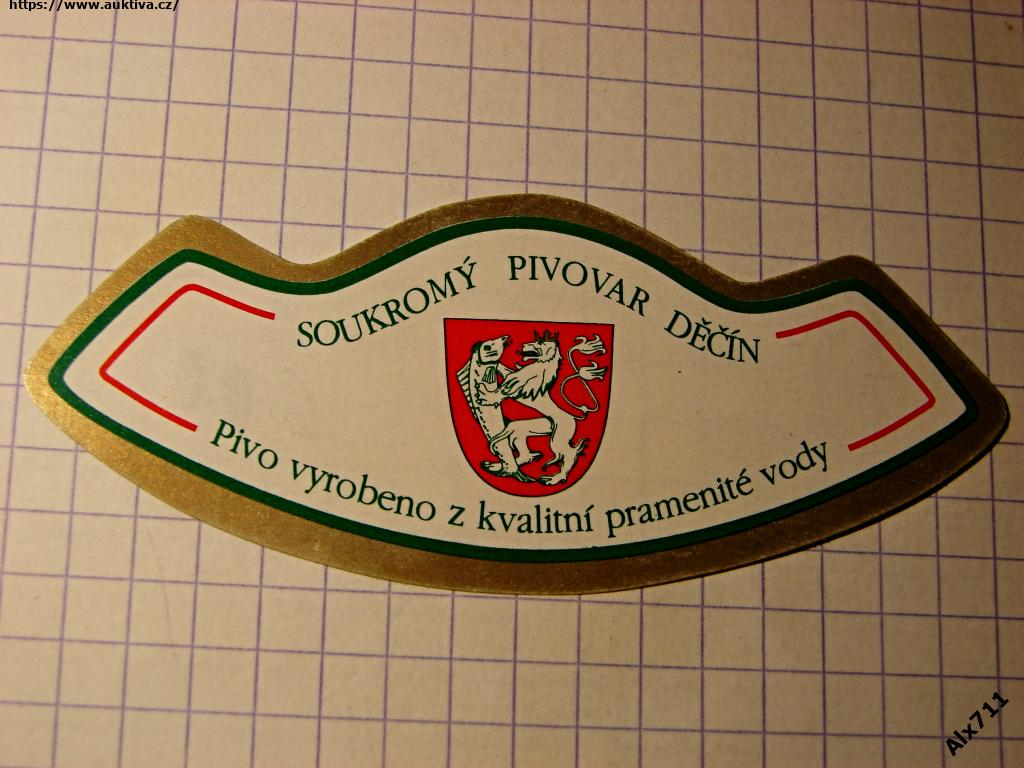 https://www.auktiva.cz/
SOUKROMÝ PIVOVAR DĚČÍN
Pivo vyrobeno z kvalitní pramenité vody
Alx711